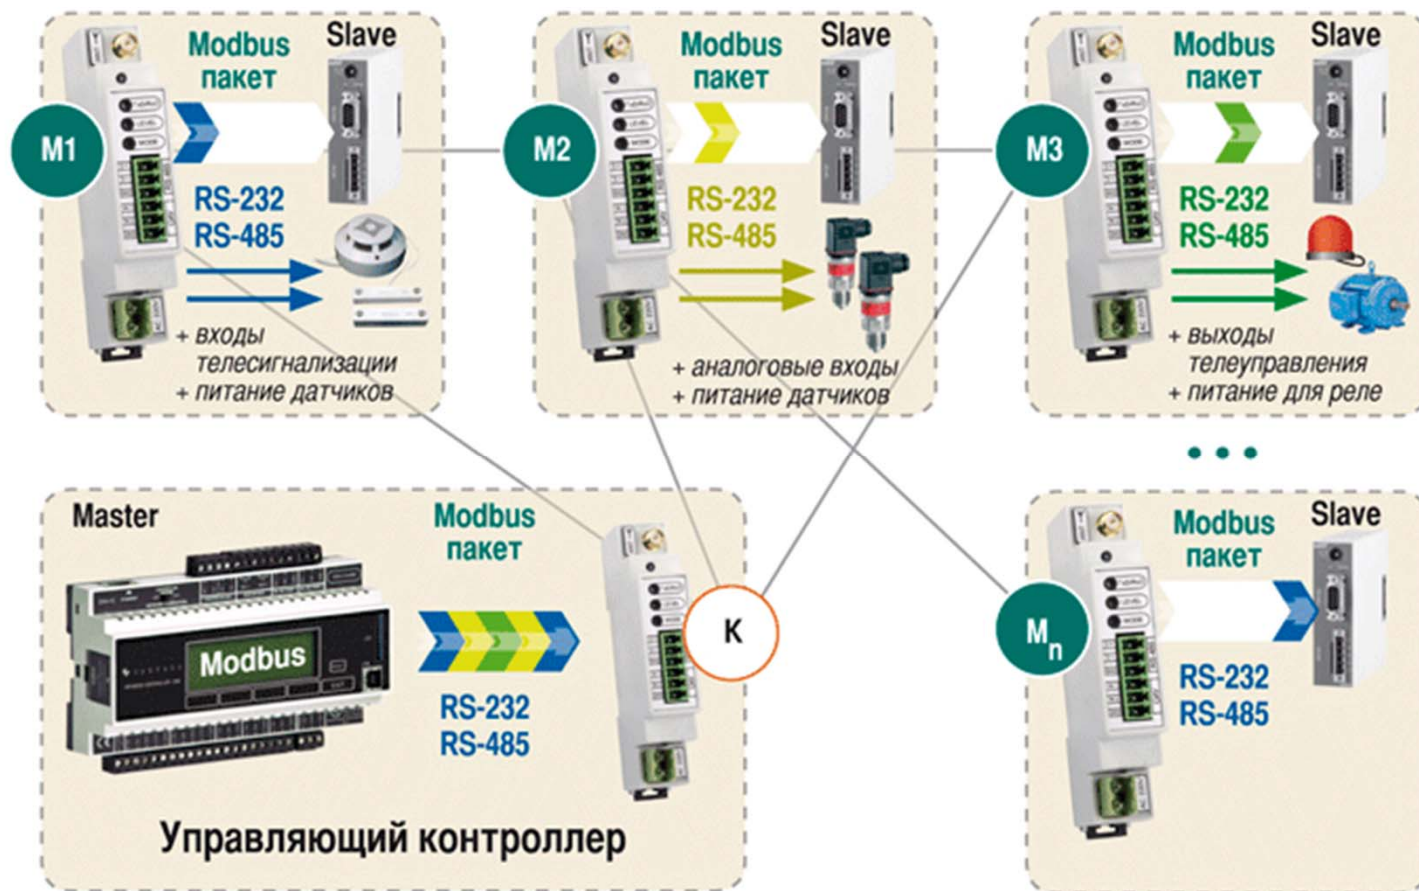 Modbus
пакет
Slave
M1
RS-232
RS-485
+ входы
телесигнализации
+ питание датчиков
Modbus
пакет
Slave
M2
RS-232
RS-485
+ аналоговые входы
+ питание датчиков
Modbus
пакет
Slave
M3
RS-232
RS-485
+ выходы
телеуправления
+ питание для реле
• • •
Master
Modbus
пакет
Modbus
RS-232
RS-485
K
Управляющий контроллер
Modbus
пакет
Slave
Mn
RS-232
RS-485